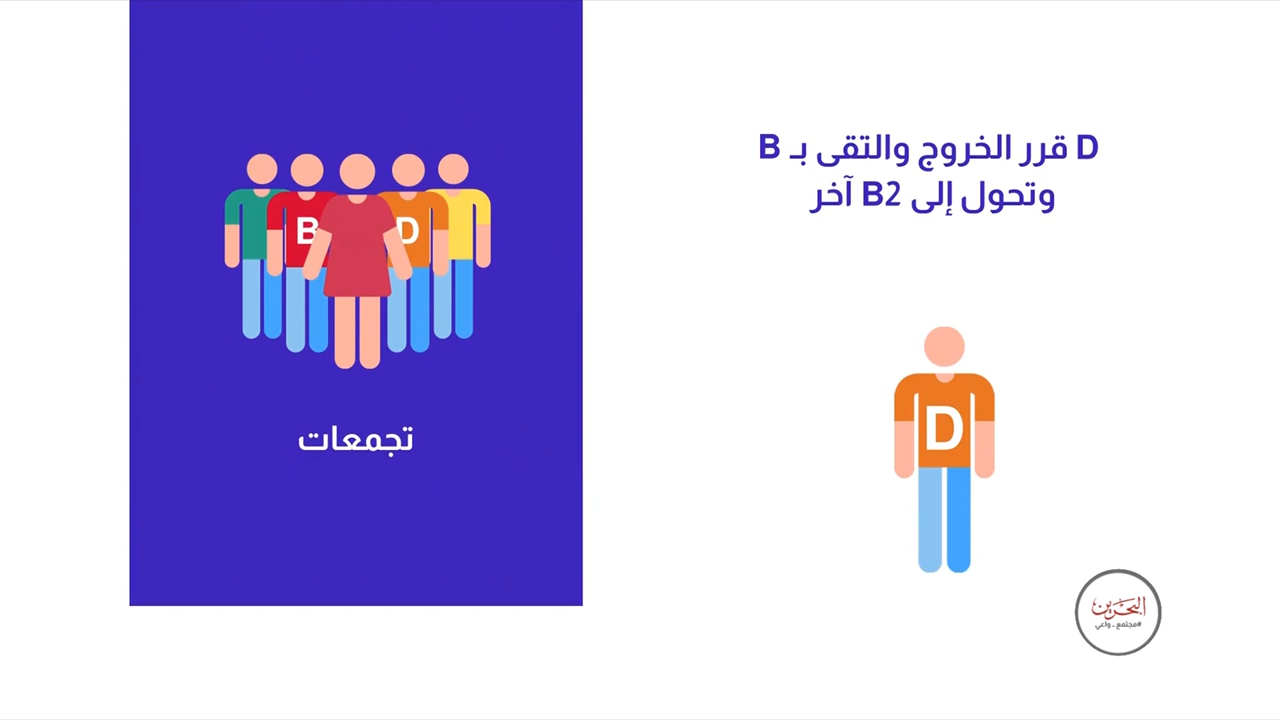 D قرر الخروج والتقى بـ B
وتحول إلى B2 آخر
B
D
تجمعات
D
البحرين
#مجتمع_واعي